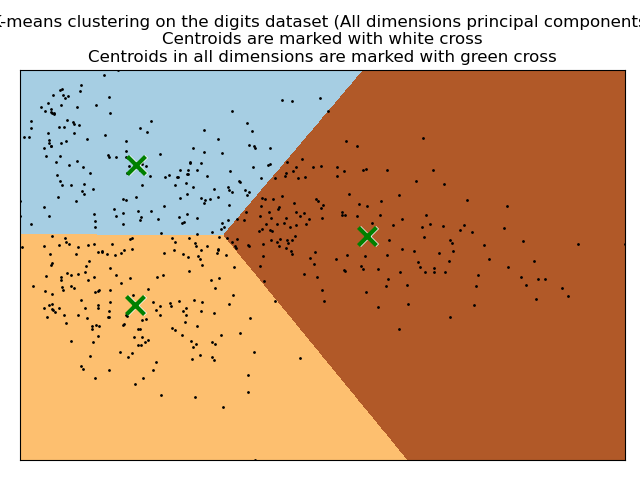 -means clustering on the digits dataset (All dimensions principal components
Centroids are marked with white cross
Centroids in all dimensions are marked with green cross